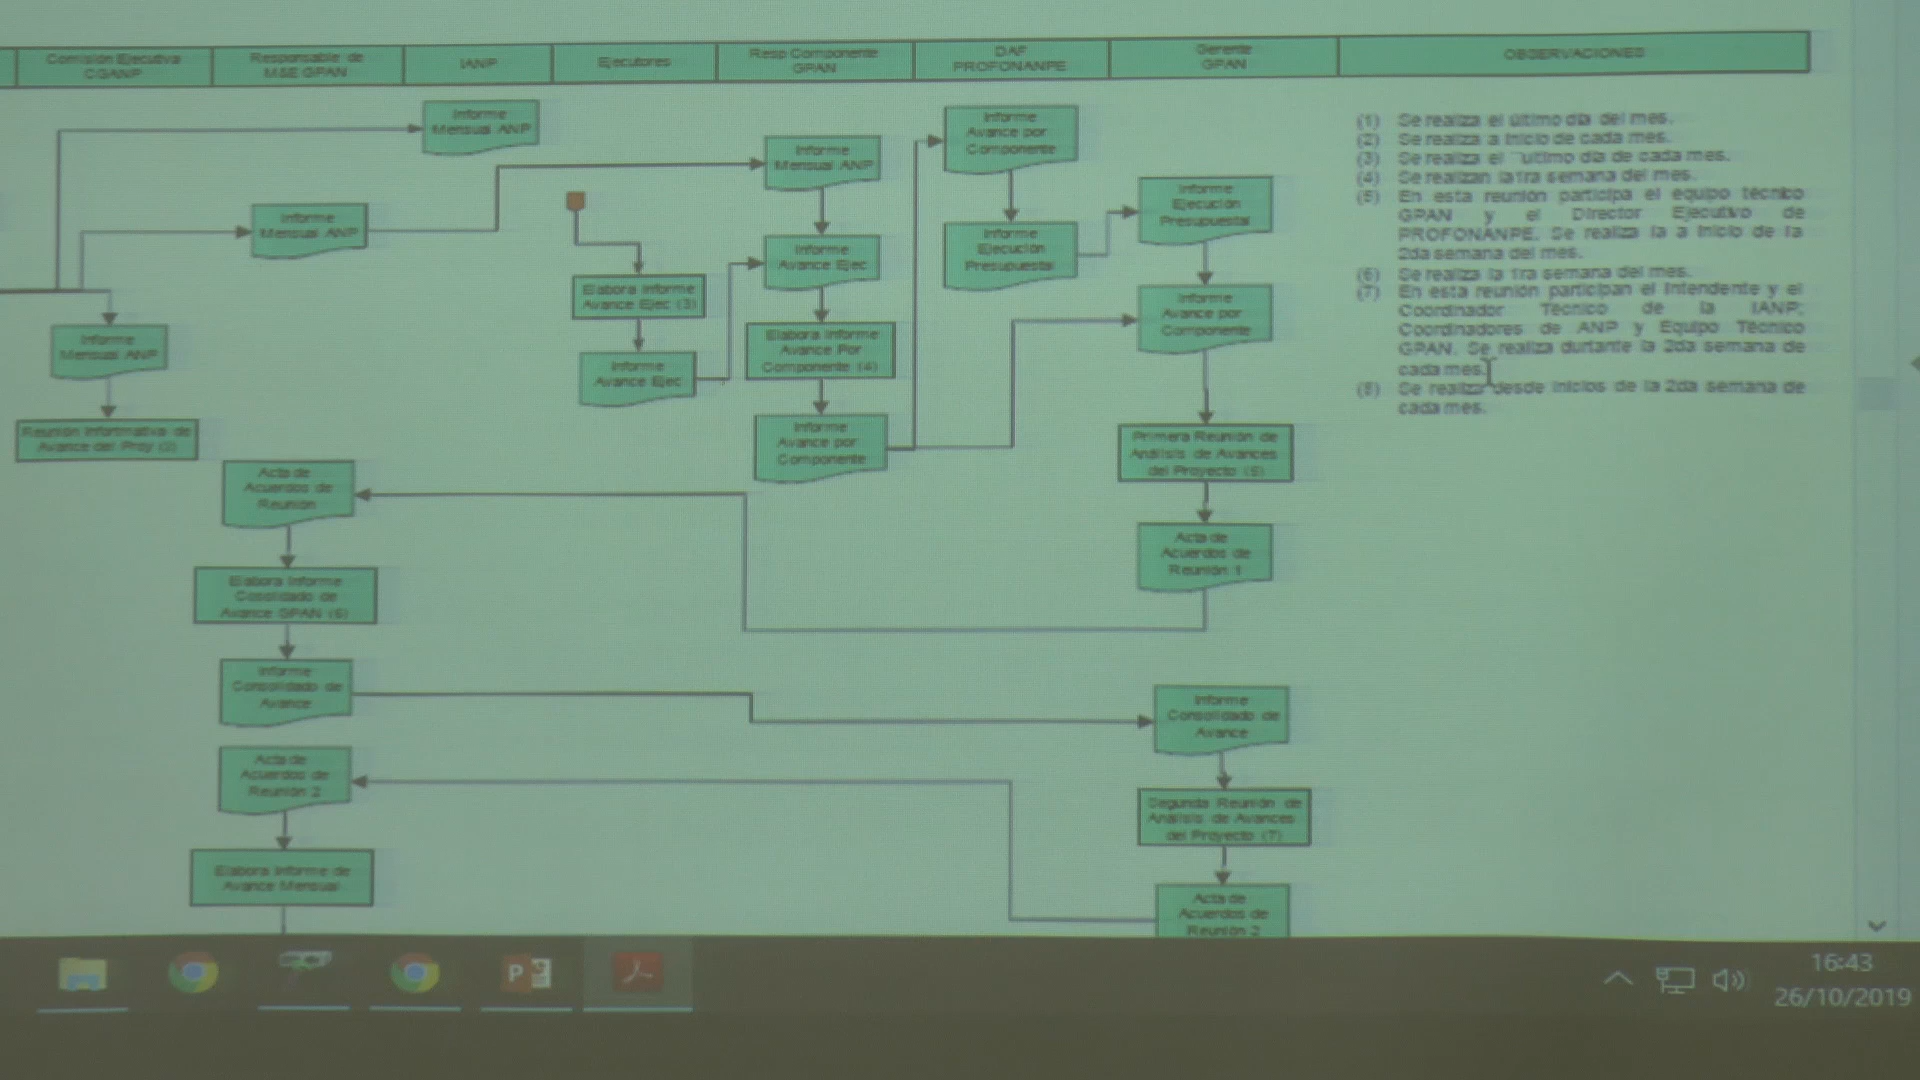 Comisión Ejecutiva
CGANP
Responsable de
MSE GPAN
IANP
Ejecutores
Resp Componente
GPAN
DAF
PROFONANPE
Gerente
GPAN
OBSERVACIONES
Informe
Mensual ANP
Informe
Mensual ANP
Informe
Mensual ANP
Reunión Informativa de
Avance del Proy (2)
Elabora Informe
Avance Ejec (3)
Informe
Avance Ejec
Informe
Mensual ANP
Informe
Avance Ejec
Elabora Informe
Avance Por
Componente (4)
Informe
Avance por
Componente
Informe
Avance por
Componente
Informe
Ejecución
Presupuestal
Informe
Ejecución
Presupuestal
Informe
Avance por
Componente
Primera Reunión de
Análisis de Avances
del Proyecto (5)
Acta de
Acuerdos de
Reunión 1
Acta de
Acuerdos de
Reunión
Elabora Informe
Cosolidado de
Avance GPAN (6)
Informe
Consolidado de
Avance
Informe
Consolidado de
Avance
Segunda Reunión de
Análisis de Avances
del Proyecto (7)
Acta de
Acuerdos de
Reunión 2
Acta de
Acuerdos de
Reunión 2
Elabora Informe de
Avance Mensual
(1) Se realiza el último día del mes.
(2) Se realiza a inicio de cada mes.
(3) Se realiza el ¨ultimo día de cada mes.
(4) Se realizan la 1ra semana del mes.
(5) En esta reunión participa el equipo técnico
GPAN y el Director Ejecutivo de
PROFONANPE. Se realiza la a inicio de la
2da semana del mes.
(6) Se realiza la 1ra semana del mes.
(7) En esta reunión participan el Intendente y el
Coordinador Técnico de la IANP;
Coordinadores de ANP y Equipo Técnico
GPAN. Se realiza durtante la 2da semana de
cada mes.
(8) Se realiza desde inicios de la 2da semana de
cada mes.
16:43
26/10/2019